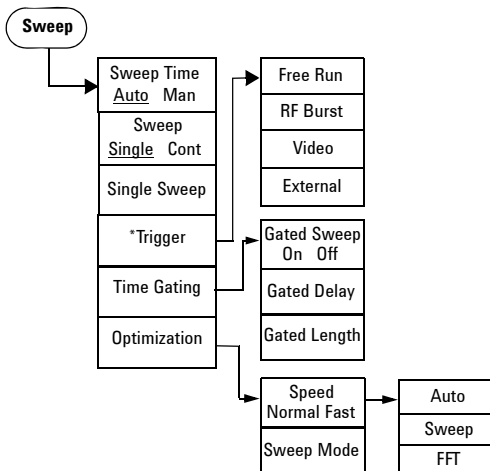 Sweep
Sweep Time
Auto Man
Sweep
Single Cont
Single Sweep
*Trigger
Time Gating
Optimization
Free Run
RF Burst
Video
External
Gated Sweep
On Off
Gated Delay
Gated Length
Speed
Normal Fast
Sweep Mode
Auto
Sweep
FFT